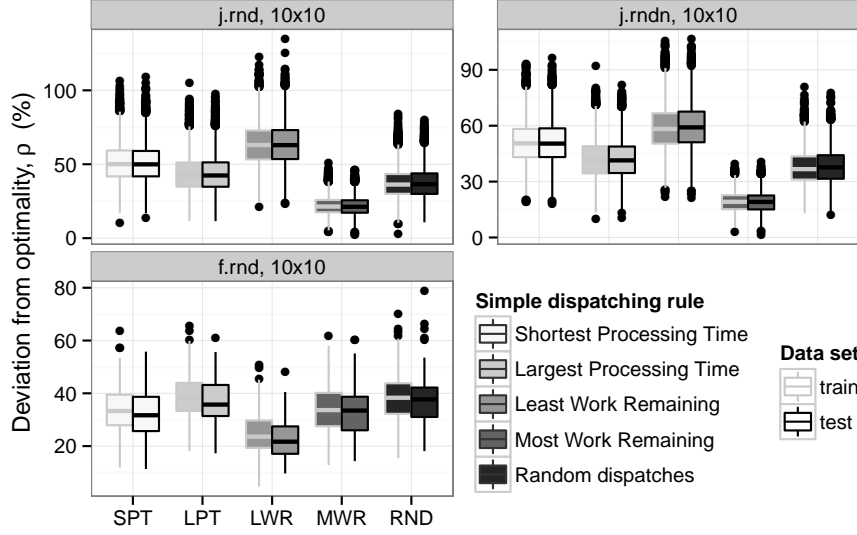 j.rnd, 10x10
j.rndn, 10x10
Deviation from optimality, ρ (%)
100
50
0
90
60
30
0
f.rnd, 10x10
80
60
40
20
SPT LPT LWR MWR RND
Simple dispatching rule
Shortest Processing Time
Largest Processing Time
Least Work Remaining
Most Work Remaining
Random dispatches
Data set
train
test